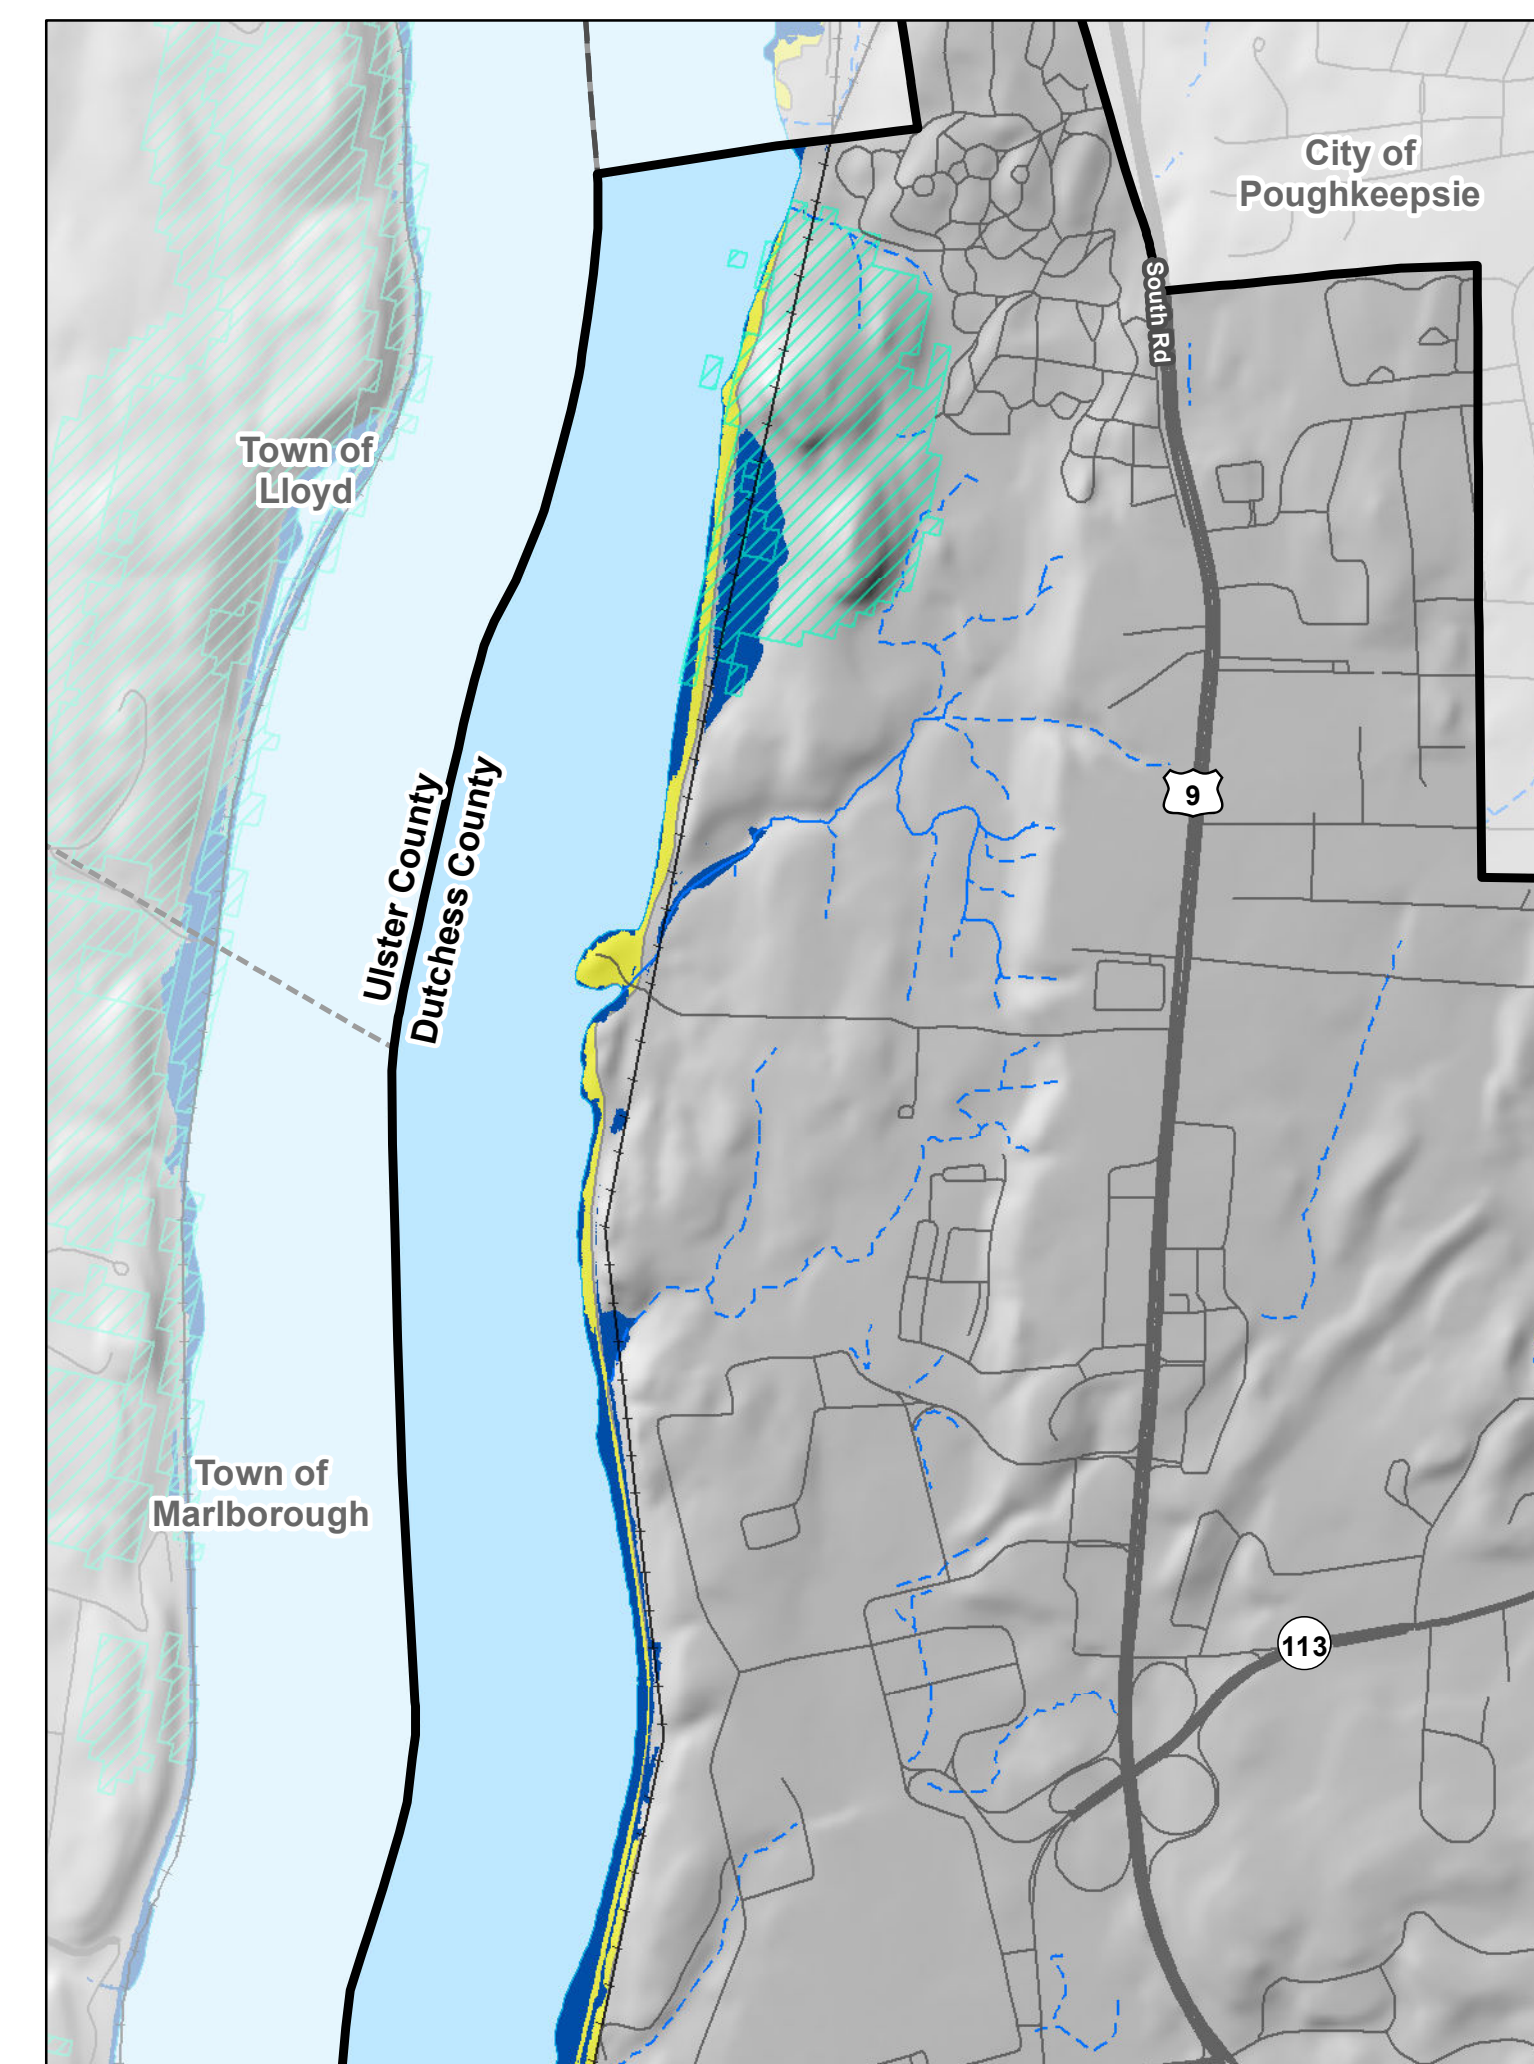 City of
Poughkeepsie
South Rd
Town of
Lloyd
9
Ulster County
Dutchess County
Town of
Marlborough
113